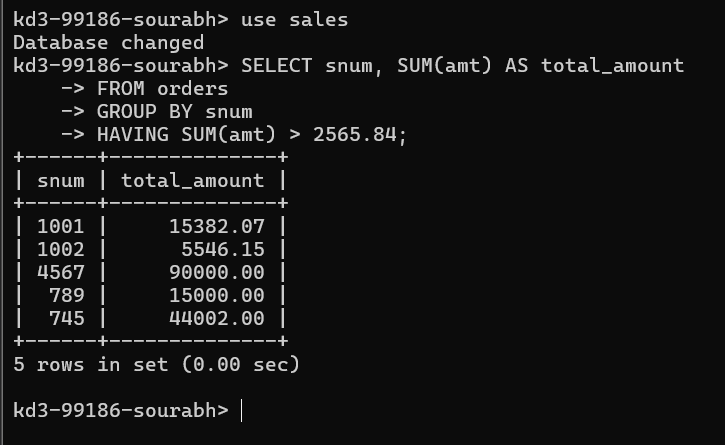 kd3-99186-sourabh> use sales
Database changed
kd3-99186-sourabh> SELECT snum, SUM(amt) AS total_amount
    -> FROM orders
    -> GROUP BY snum
    -> HAVING SUM(amt) > 2565.84;
+------+--------------+
| snum | total_amount |
+------+--------------+
| 1001 |     15382.07 |
| 1002 |      5546.15 |
| 4567 |     90000.00 |
|  789 |     15000.00 |
|  745 |     44002.00 |
+------+--------------+
5 rows in set (0.00 sec)

kd3-99186-sourabh>